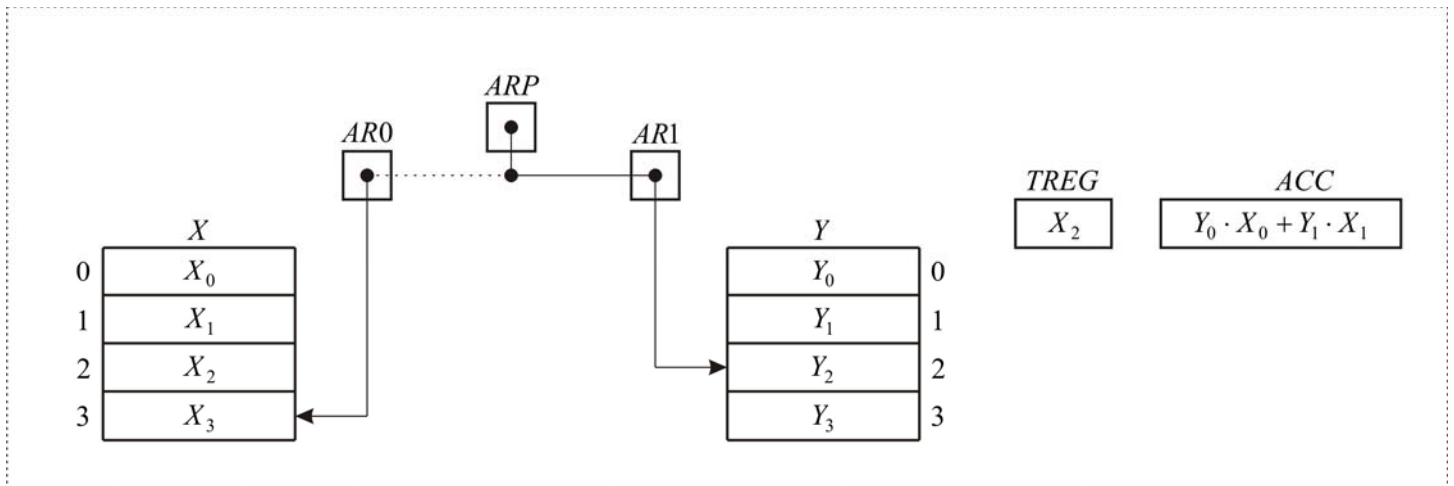 ARP
AR0
AR1
TREG
ACC
X₂
Y₀ · X₀ + Y₁ · X₁
X
Y
0 X₀
Y₀ 0
1 X₁
Y₁ 1
2 X₂
Y₂ 2
3 X₃
Y₃ 3